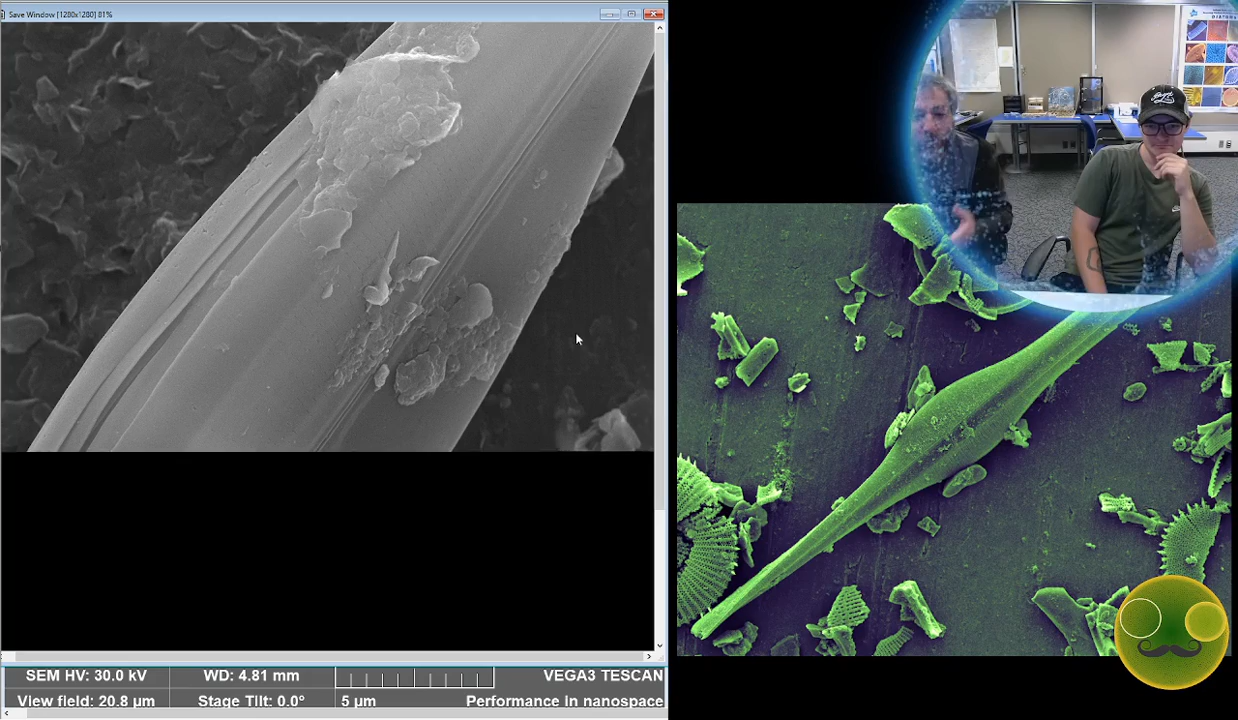 Save Window [1280x1280] 81%
SEM HV: 30.0 kV
WD: 4.81 mm
VEGA3 TESCAN
View field: 20.8 µm
Stage Tilt: 0.0°
5 µm
Performance in nanospace
DIATOMS